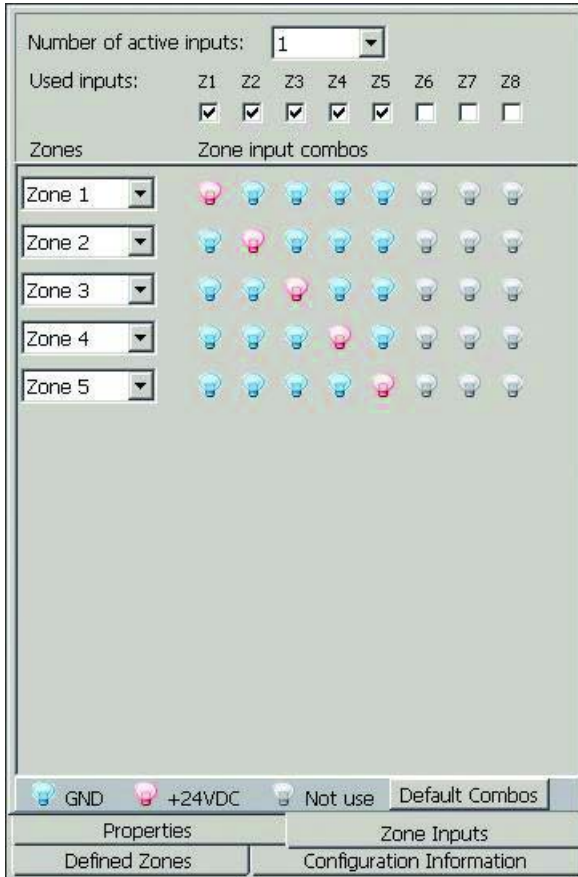 Number of active inputs: 1
Used inputs: Z1 Z2 Z3 Z4 Z5 Z6 Z7 Z8
Zones Zone input combos
Zone 1
Zone 2
Zone 3
Zone 4
Zone 5
GND +24VDC Not use Default Combos
Properties Zone Inputs
Defined Zones Configuration Information